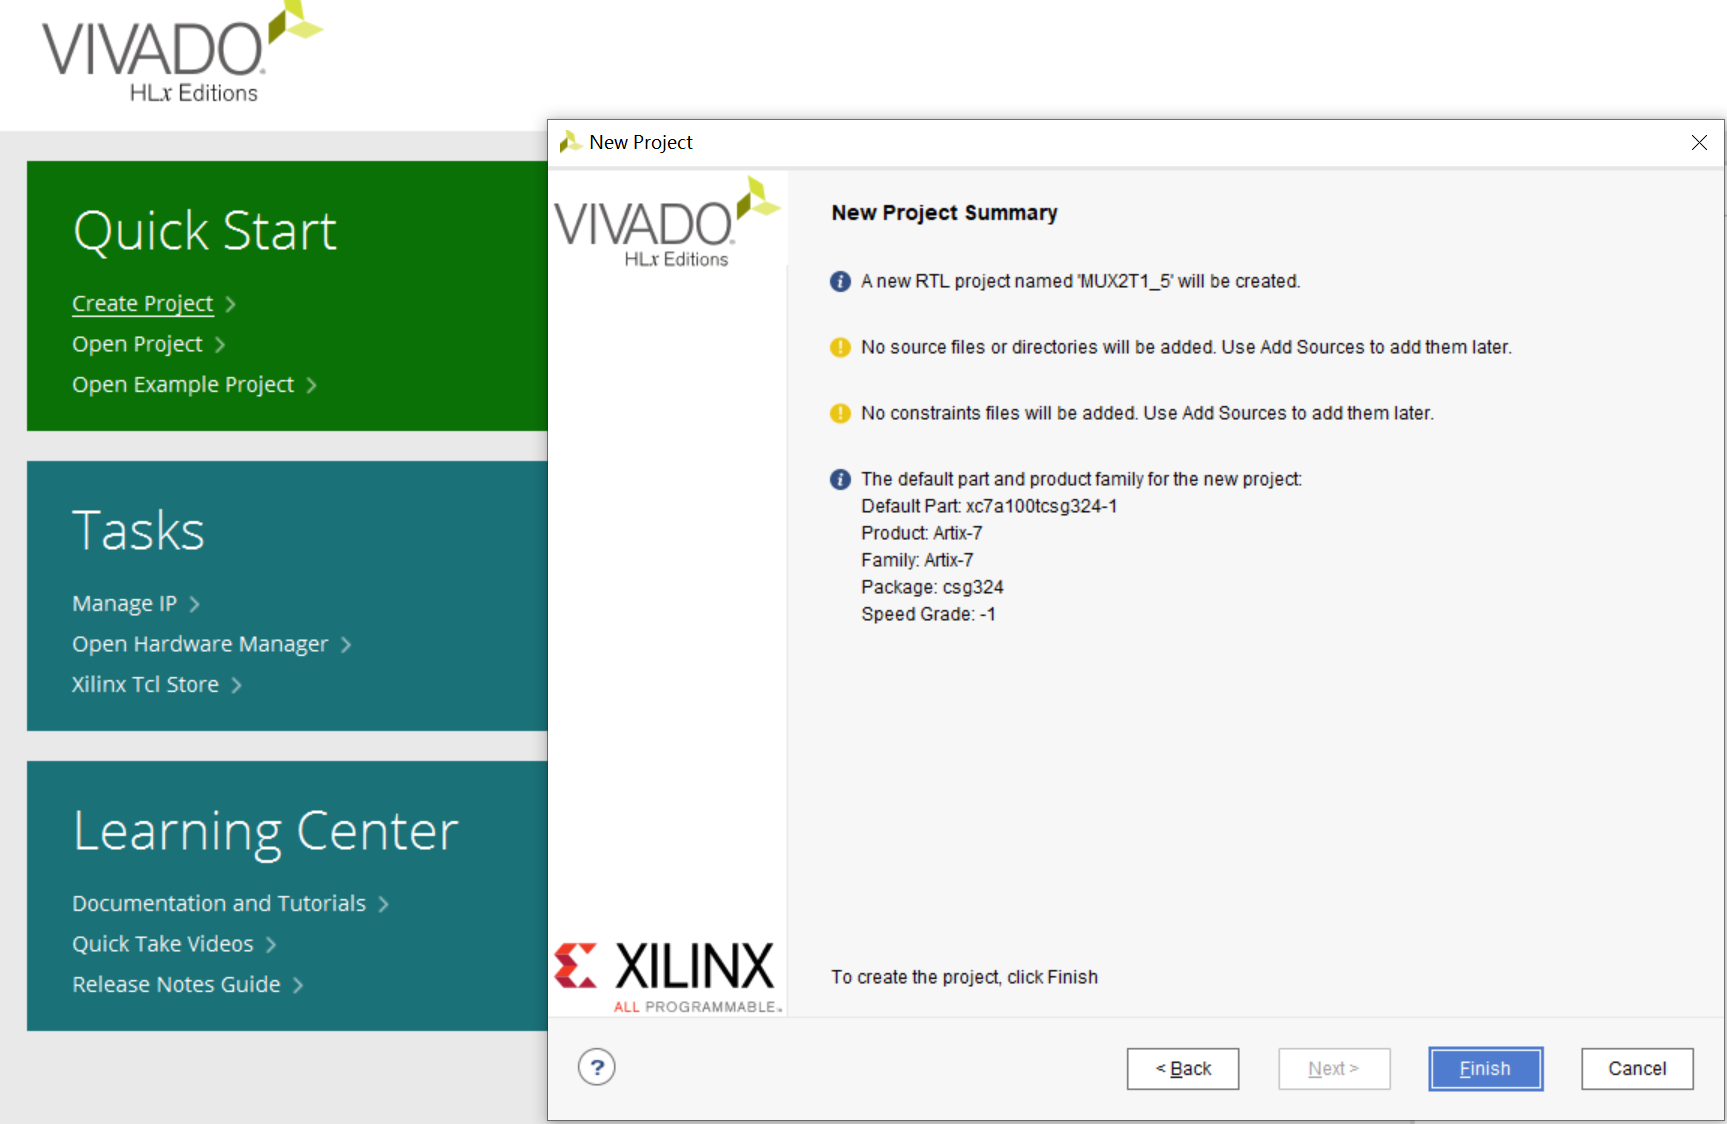 VIVADO.
HLx Editions
Quick Start
Create Project >
Open Project >
Open Example Project >
Tasks
Manage IP >
Open Hardware Manager >
Xilinx Tcl Store >
Learning Center
Documentation and Tutorials >
Quick Take Videos >
Release Notes Guide >
New Project
VIVADO.
HLx Editions
New Project Summary
A new RTL project named 'MUX2T1_5' will be created.
No source files or directories will be added. Use Add Sources to add them later.
No constraints files will be added. Use Add Sources to add them later.
The default part and product family for the new project:
Default Part: xc7a100tcsg324-1
Product: Artix-7
Family: Artix-7
Package: csg324
Speed Grade: -1
XILINX
ALL PROGRAMMABLE™
To create the project, click Finish
?
< Back
Next >
Finish
Cancel